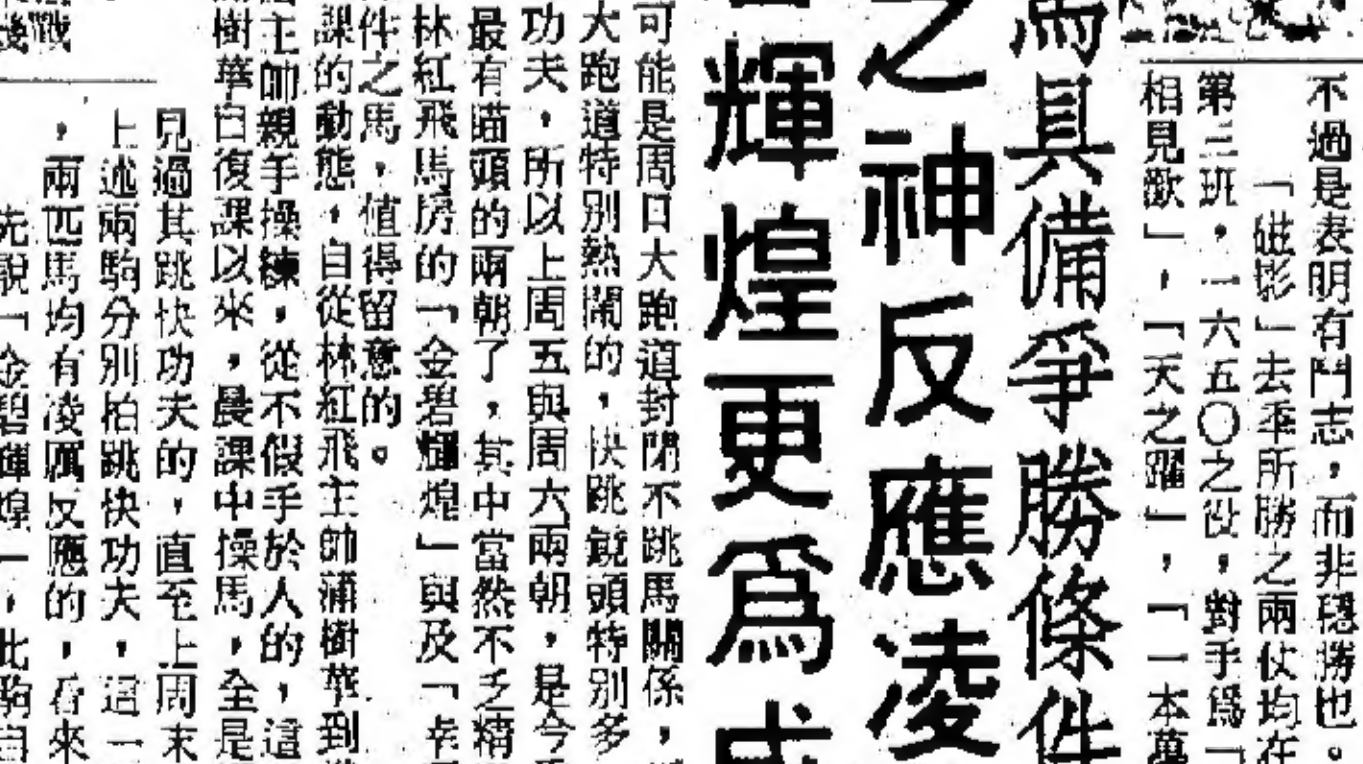 不過是表明有鬥志，而非穩勝也。
「磁影」去季所勝之兩仗均在
第三班，一六五〇之役，對手爲「
相見歡」，「天之躍」，「一本萬
具備爭勝條件
之神反應凌
輝煌更爲成
可能是周日大跑道封閉不跳馬關係，
大跑道特別熱鬧的，快跳鏡頭特別多
功夫，所以上周五與周六兩朝，是今
最有瞄頭的兩朝了，其中當然不乏精
林紅飛馬房的「金碧輝煌」與及「幸
件之馬，值得留意的。
課的動態，自從林紅飛主帥蒲樹華到
主帥親手操練，從不假手於人的，這
樹華自復課以來，晨課中操馬，全是
見過其跳快功夫的，直至上周末
上述兩駒分別拍跳快功夫，這一
，兩匹馬均有凌厲反應的，看來
先說「金碧輝煌」，此駒自